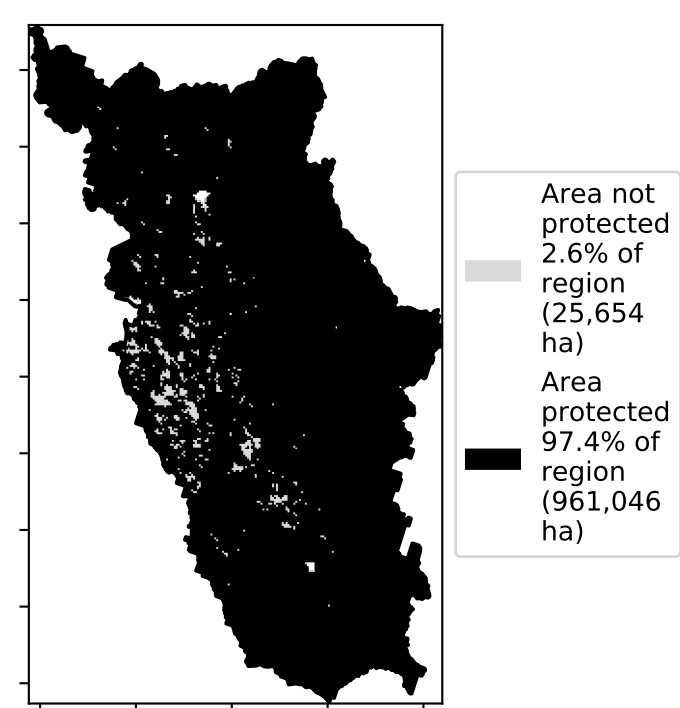 Area not
protected
2.6% of
region
(25,654
ha)
Area
protected
97.4% of
region
(961,046
ha)